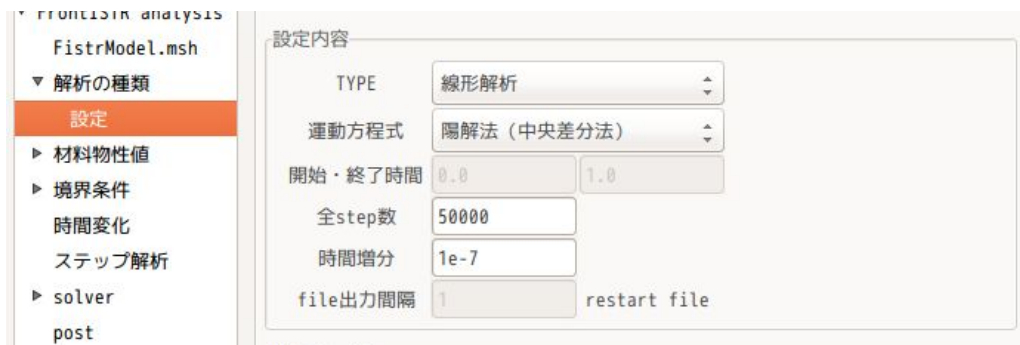 FrontISTR analysis
FistrModel.msh
▼ 解析の種類
設定
▶ 材料物性値
▶ 境界条件
時間変化
ステップ解析
▶ solver
post
設定内容
TYPE 線形解析
運動方程式 陽解法（中央差分法）
開始・終了時間 0.0 1.0
全step数 50000
時間増分 1e-7
file出力間隔 1 restart file